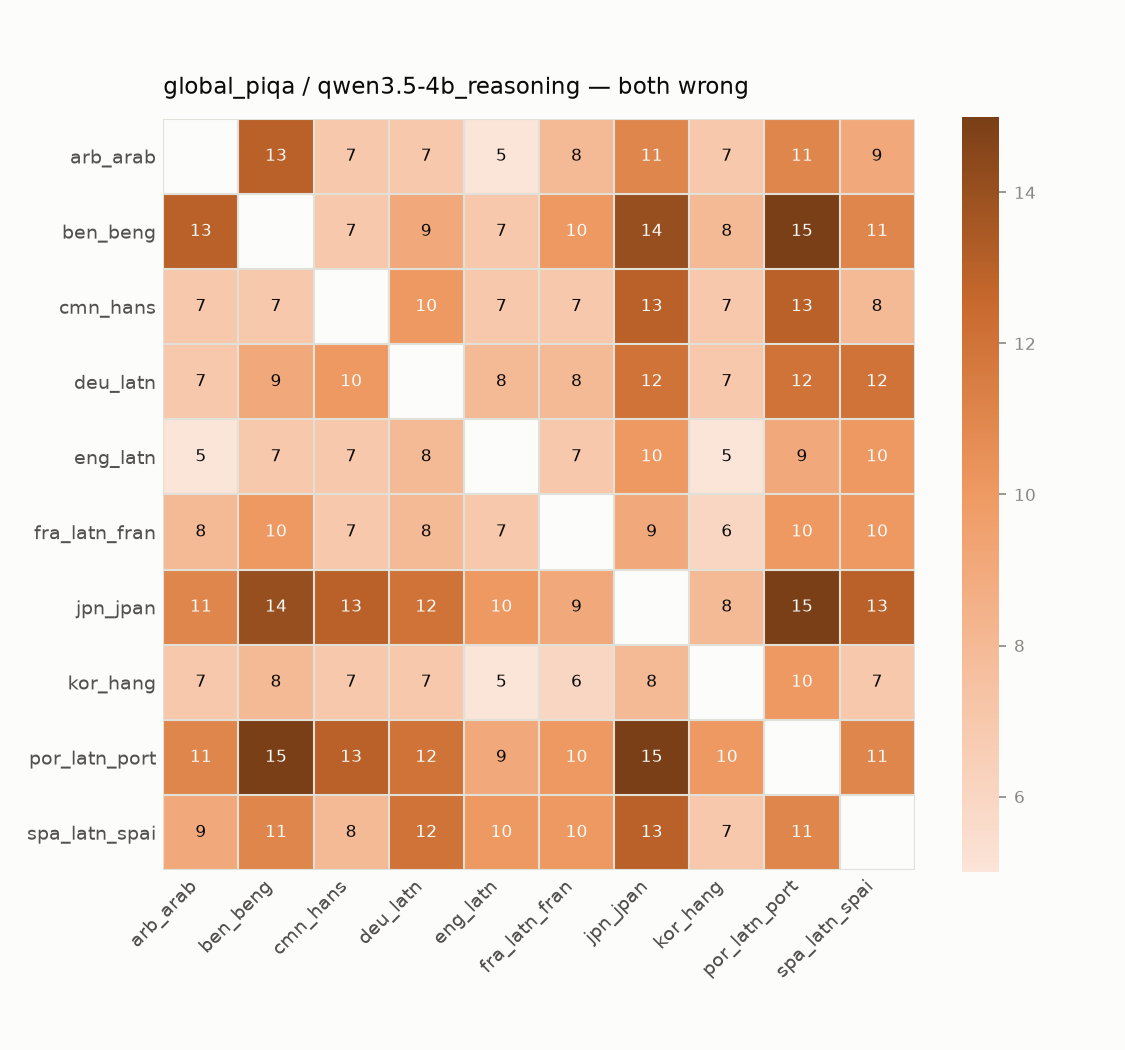 global_piqa / qwen3.5-4b_reasoning — both wrong
arb_arab 13 7 7 5 8 11 7 11 9
ben_beng 13 7 9 7 10 14 8 15 11
cmn_hans 7 7 10 7 7 13 7 13 8
deu_latn 7 9 10 8 8 12 7 12 12
eng_latn 5 7 7 8 7 10 5 9 10
fra_latn_fran 8 10 7 8 7 9 6 10 10
jpn_jpan 11 14 13 12 10 9 8 15 13
kor_hang 7 8 7 7 5 6 8 10 7
por_latn_port 11 15 13 12 9 10 15 10 11
spa_latn_spai 9 11 8 12 10 10 13 7 11
arb_arab ben_beng cmn_hans deu_latn eng_latn fra_latn_fran jpn_jpan kor_hang por_latn_port spa_latn_spai
14
12
10
8
6